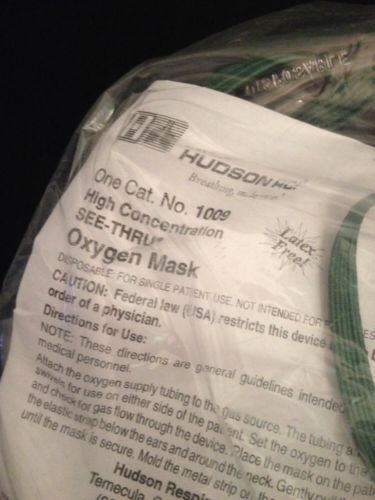 DISPOSABLE
H
HUDSON RCI
One Cat. No. 1009
High Concentration
SEE-THRU
Oxygen Mask
Latex
Free!
DISPOSABLE: FOR SINGLE PATIENT USE. NOT INTENDED FOR
CAUTION: Federal law (USA) restricts this device
order of a physician.
Directions for Use:
NOTE: These directions are general guidelines intended
medical personnel.
Attach the oxygen supply tubing to the gas source. The tubing
swivels for use on either side of the patient. Set the oxygen to the
and check for gas flow through the device. Place the mask on the
the elastic strap below the ears and around the neck. Gently
until the mask is secure. Mold the metal strip
Hudson
Temecula,